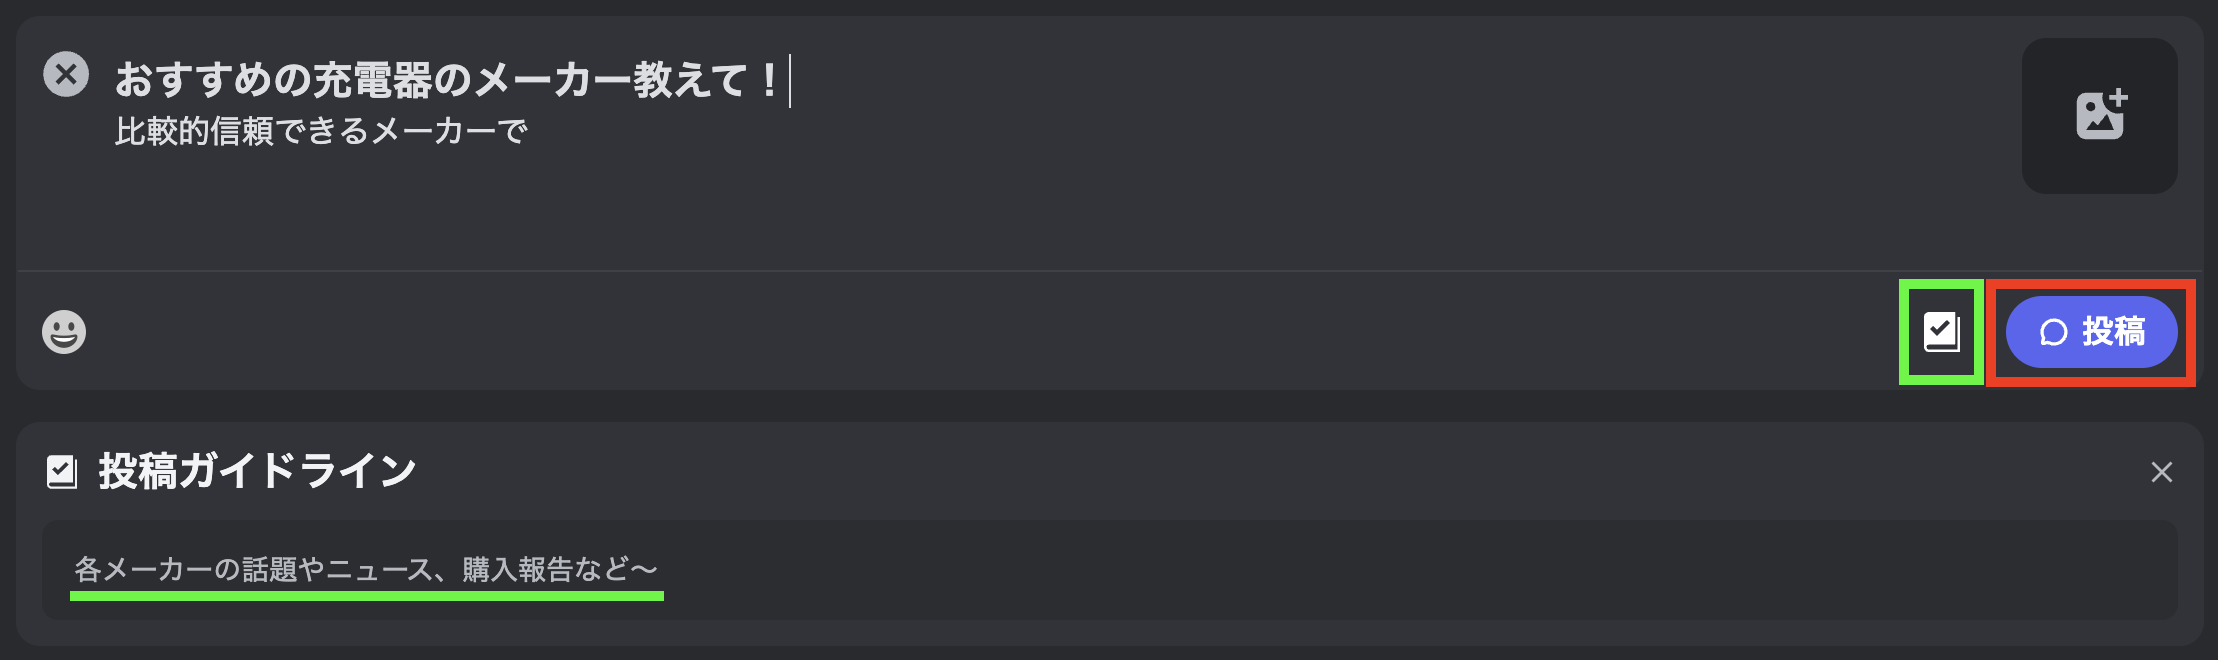 おすすめの充電器のメーカー教えて！
比較的信頼できるメーカーで
投稿
投稿ガイドライン
各メーカーの話題やニュース、購入報告など〜